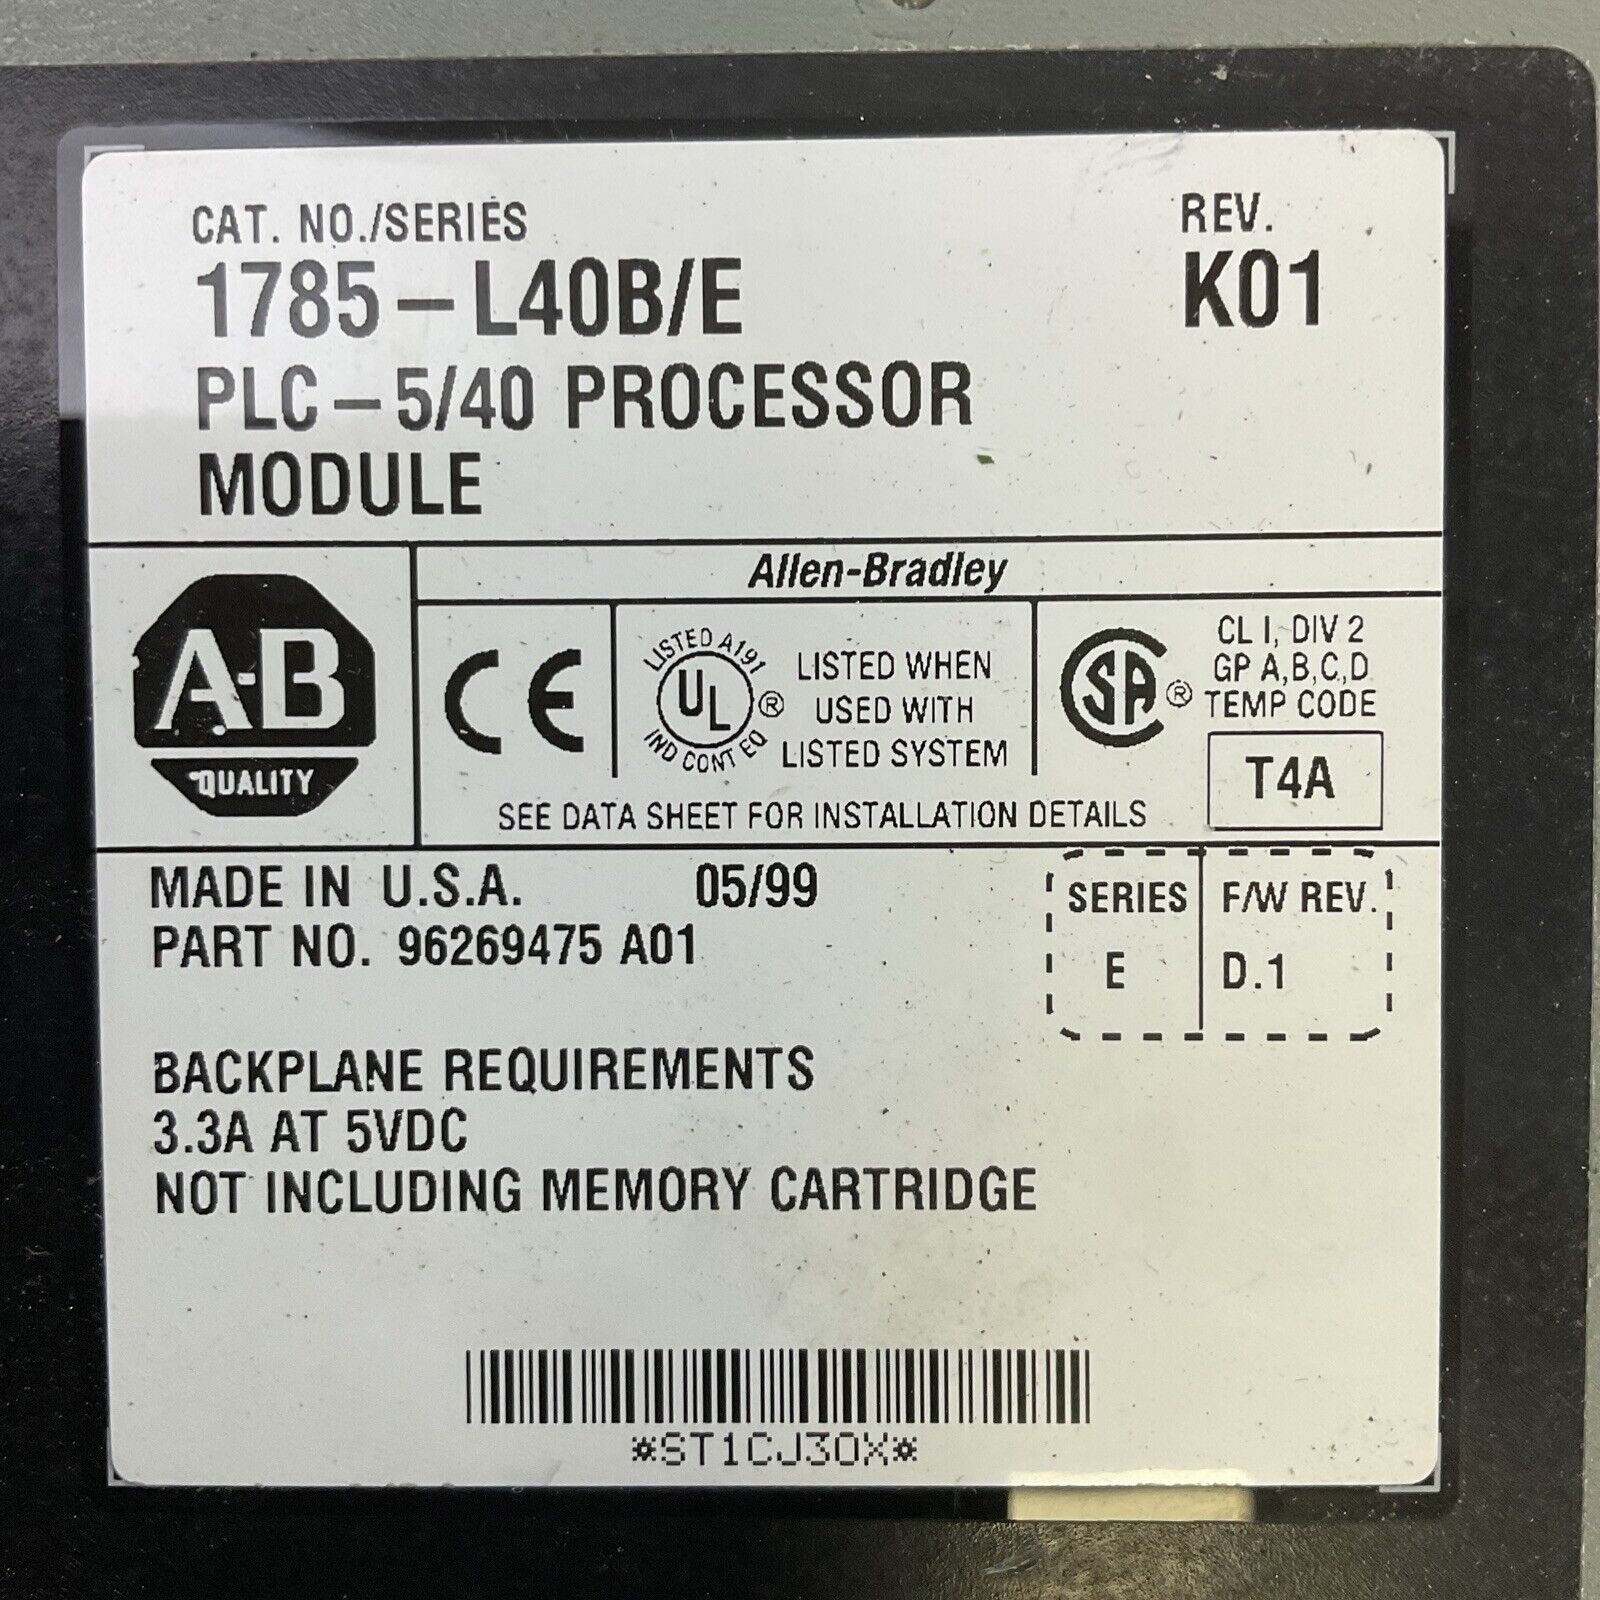 CAT. NO./SERIES
REV.
1785-L40B/E
K01
PLC-5/40 PROCESSOR
MODULE
Allen-Bradley
A-B
QUALITY
CE
LISTED A191
UL
®
IND CONT EQ
LISTED WHEN
USED WITH
LISTED SYSTEM
SA
®
CL I, DIV 2
GP A,B,C,D
TEMP CODE
T4A
SEE DATA SHEET FOR INSTALLATION DETAILS
MADE IN U.S.A. 05/99
PART NO. 96269475 A01
SERIES F/W REV.
E D.1
BACKPLANE REQUIREMENTS
3.3A AT 5VDC
NOT INCLUDING MEMORY CARTRIDGE
*ST1CJ30X*